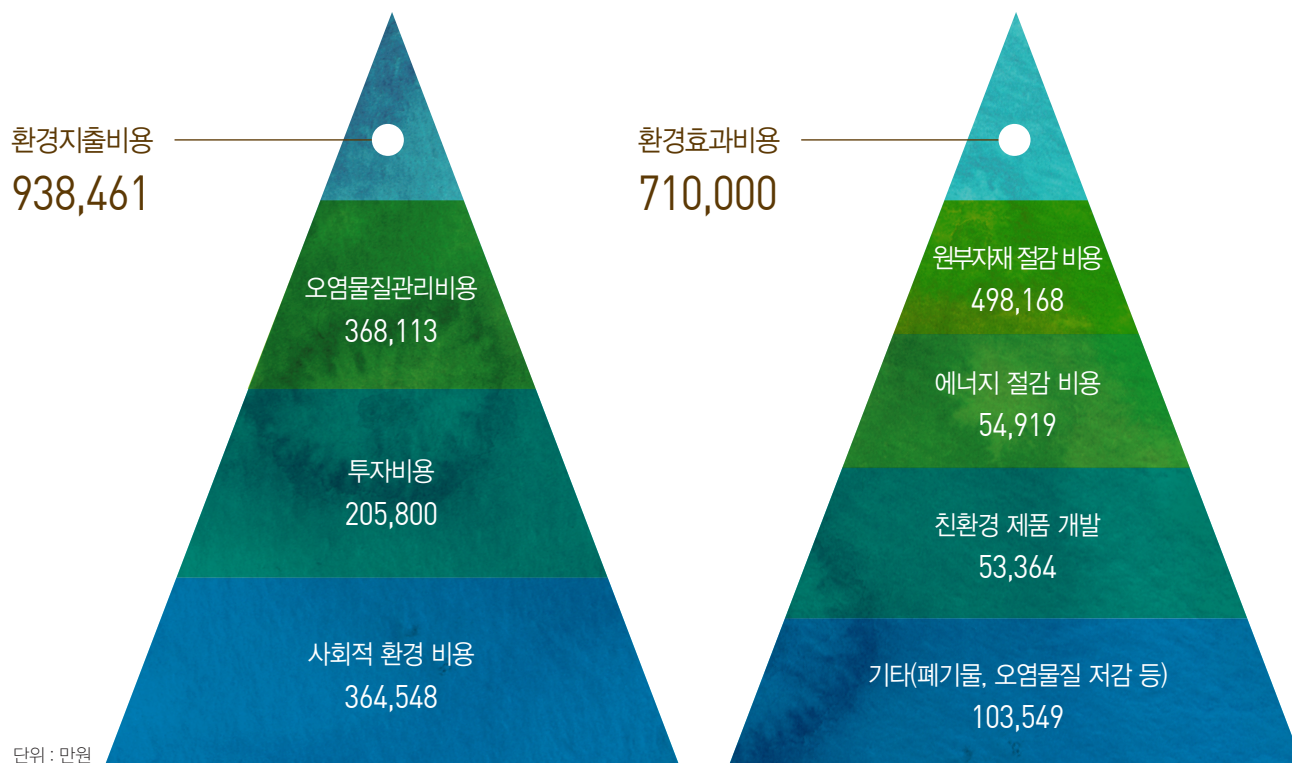 환경지출비용
938,461
오염물질관리비용
368,113
투자비용
205,800
사회적 환경 비용
364,548
단위 : 만원
환경효과비용
710,000
원부자재 절감 비용
498,168
에너지 절감 비용
54,919
친환경 제품 개발
53,364
기타(폐기물, 오염물질 저감 등)
103,549